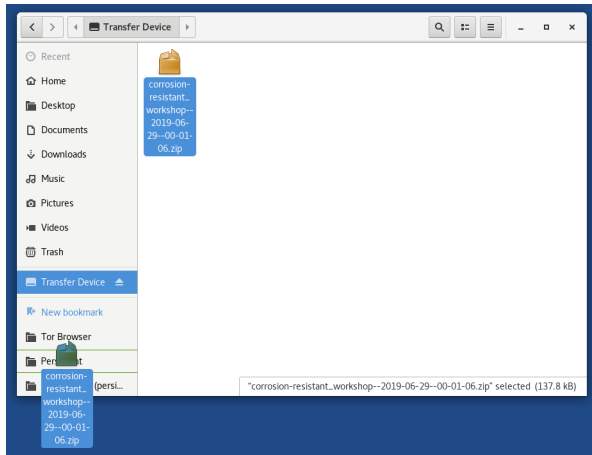 Transfer Device
Recent
Home
Desktop
Documents
Downloads
Music
Pictures
Videos
Trash
Transfer Device
New bookmark
Tor Browser
(persi...
corrosion-
resistant_
workshop--
2019-06-
29--00-01-
06.zip
corrosion-
resistant_
workshop--
2019-06-
29--00-01-
06.zip
"corrosion-resistant_workshop--2019-06-29--00-01-06.zip" selected (137.8 kB)